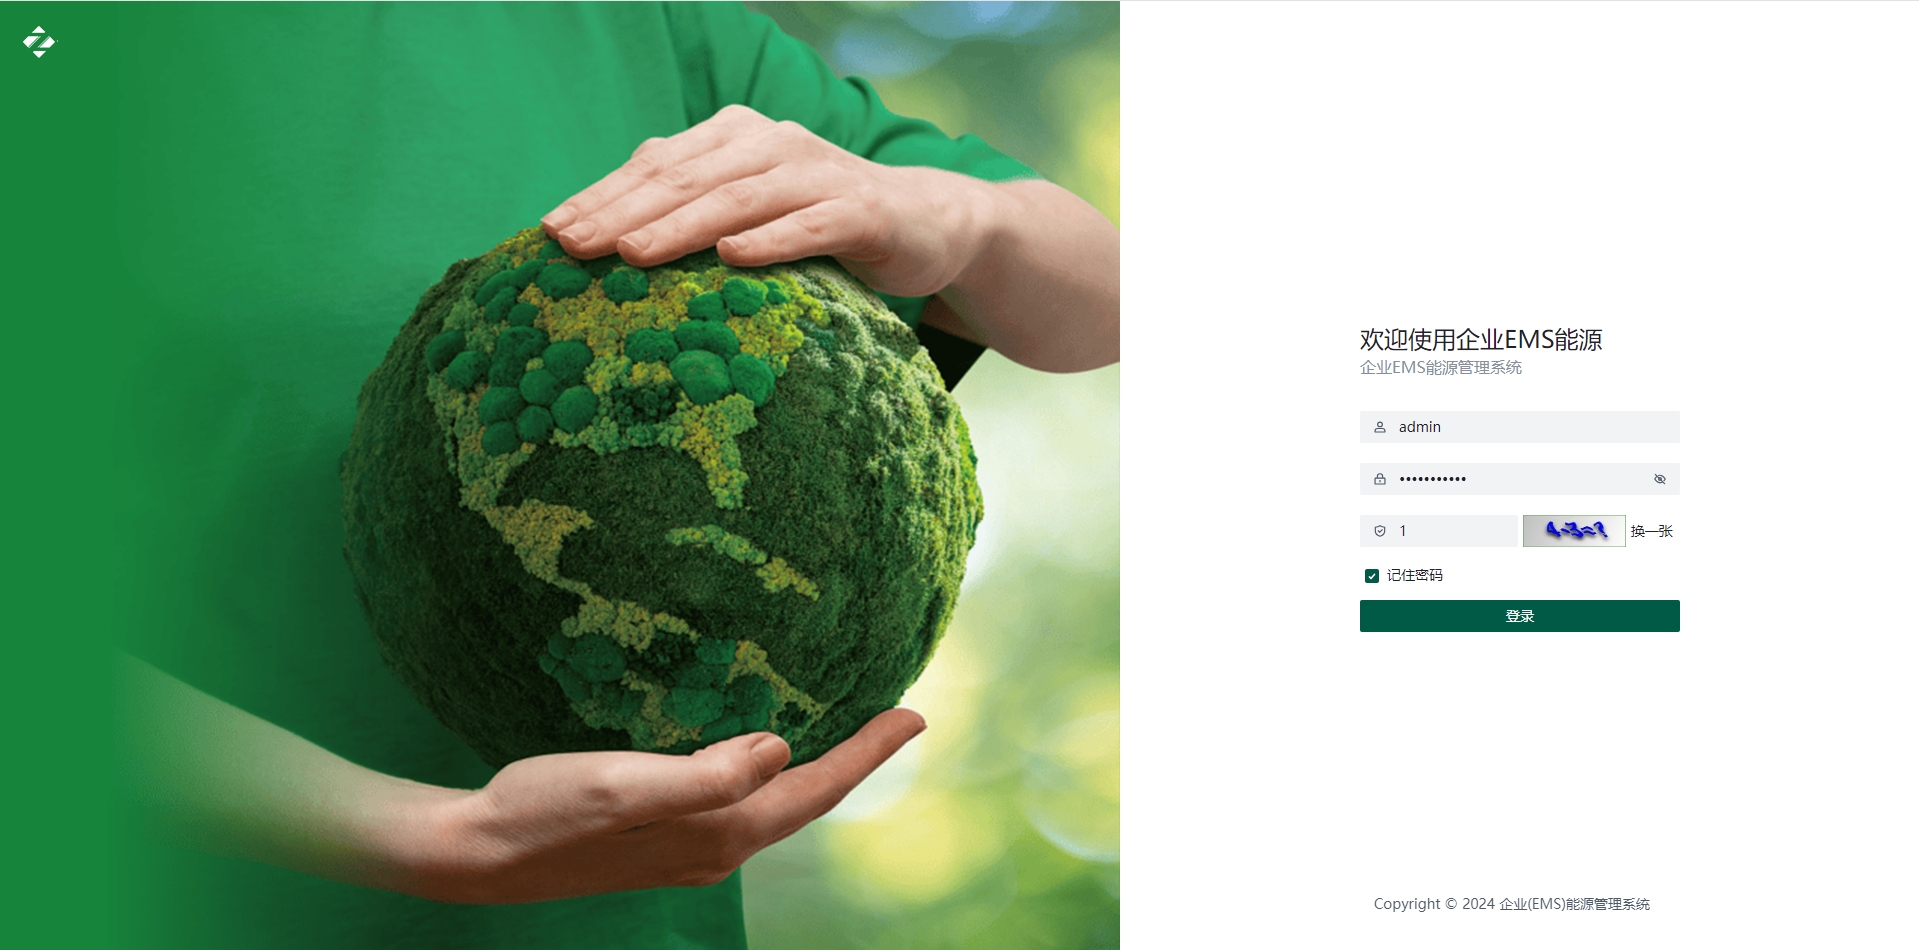 欢迎使用企业EMS能源
企业EMS能源管理系统
admin
•••••••••••
1 4-3=? 换一张
记住密码
登录
Copyright © 2024 企业(EMS)能源管理系统